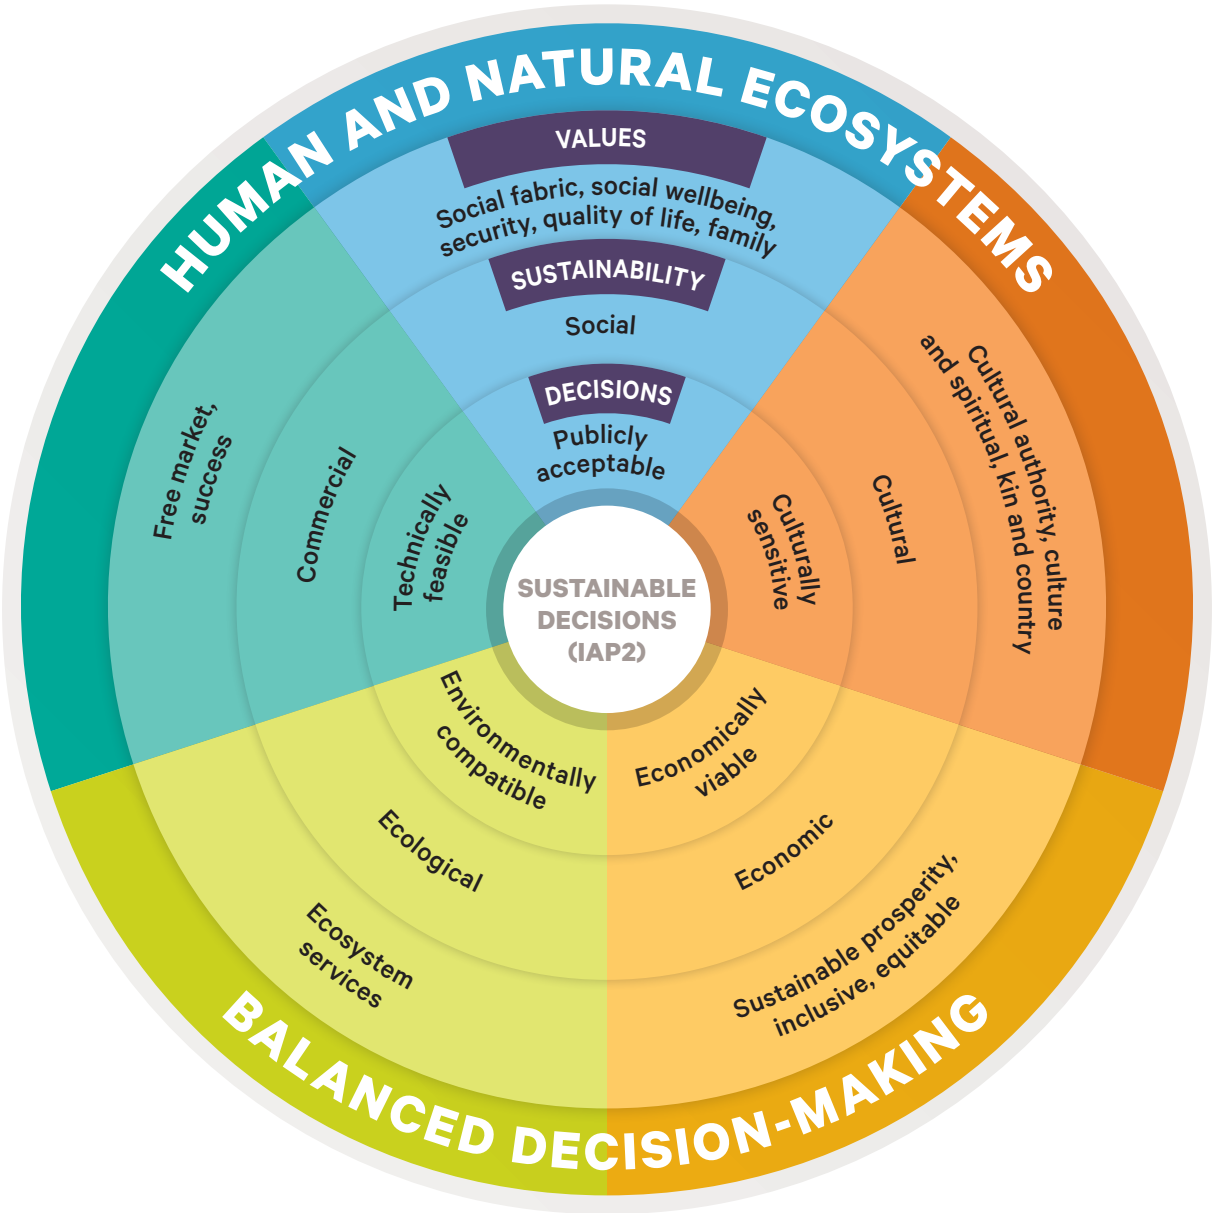 HUMAN AND NATURAL ECOSYSTEMS
VALUES
Social fabric, social wellbeing,
security, quality of life, family
SUSTAINABILITY
Social
DECISIONS
Publicly
acceptable
Cultural authority, culture
and spiritual, kin and country
Cultural
Culturally
sensitive
Economically
viable
Economic
Sustainable prosperity,
inclusive, equitable
Environmentally
compatible
Ecological
Ecosystem
services
Technically
feasible
Commercial
Free market,
success
SUSTAINABLE
DECISIONS
(IAP2)
BALANCED DECISION-MAKING